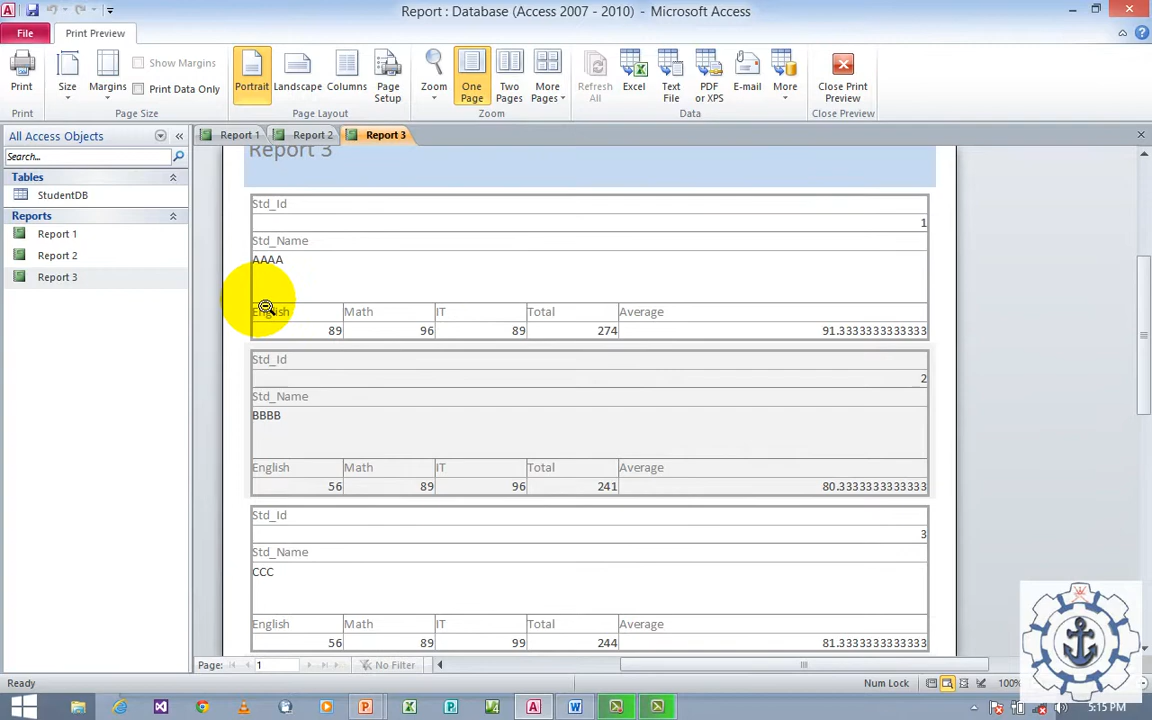 Report : Database (Access 2007 - 2010) - Microsoft Access
File Print Preview
Print Size Margins Show Margins Print Data Only Portrait Landscape Columns Page Setup Zoom One Page Two Pages More Pages Refresh All Excel Text File PDF or XPS E-mail More Close Print Preview
Print Page Size Page Layout Zoom Data Close Preview
All Access Objects
Search...
Tables
StudentDB
Reports
Report 1
Report 2
Report 3
Report 1 Report 2 Report 3
Report 3
Std_Id
1
Std_Name
AAAA
English Math IT Total Average
89 96 89 274 91.3333333333333
Std_Id
2
Std_Name
BBBB
English Math IT Total Average
56 89 96 241 80.3333333333333
Std_Id
3
Std_Name
CCC
English Math IT Total Average
56 89 99 244 81.3333333333333
Page: 1 No Filter
Ready Num Lock 100%
5:15 PM